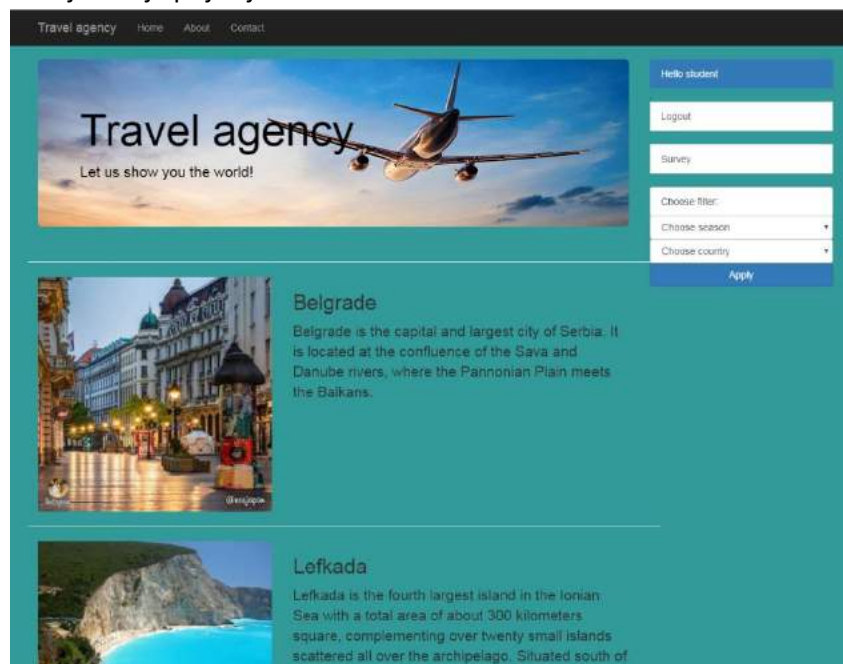 Travel agency Home About Contact
Travel agency
Let us show you the world!
Hello student
Logout
Survey
Choose filter:
Choose season
Choose country
Apply
Belgrade
Belgrade is the capital and largest city of Serbia. It
is located at the confluence of the Sava and
Danube rivers, where the Pannonian Plain meets
the Balkans.
Lefkada
Lefkada is the fourth largest island in the Ionian
Sea with a total area of about 300 kilometers
square, complementing over twenty small islands
scattered all over the archipelago. Situated south of